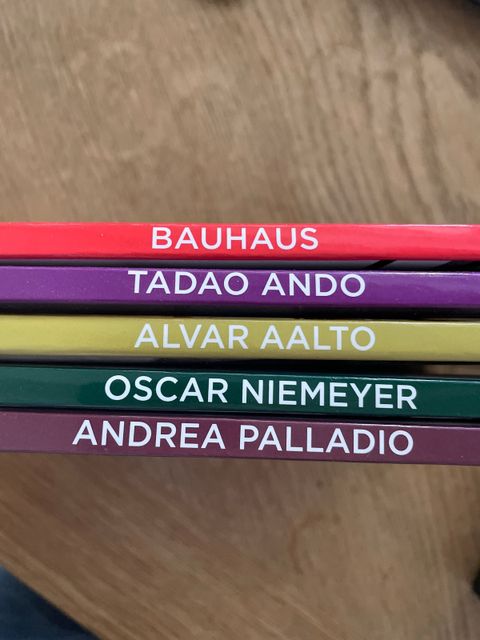 BAUHAUS
TADAO ANDO
ALVAR AALTO
OSCAR NIEMEYER
ANDREA PALLADIO